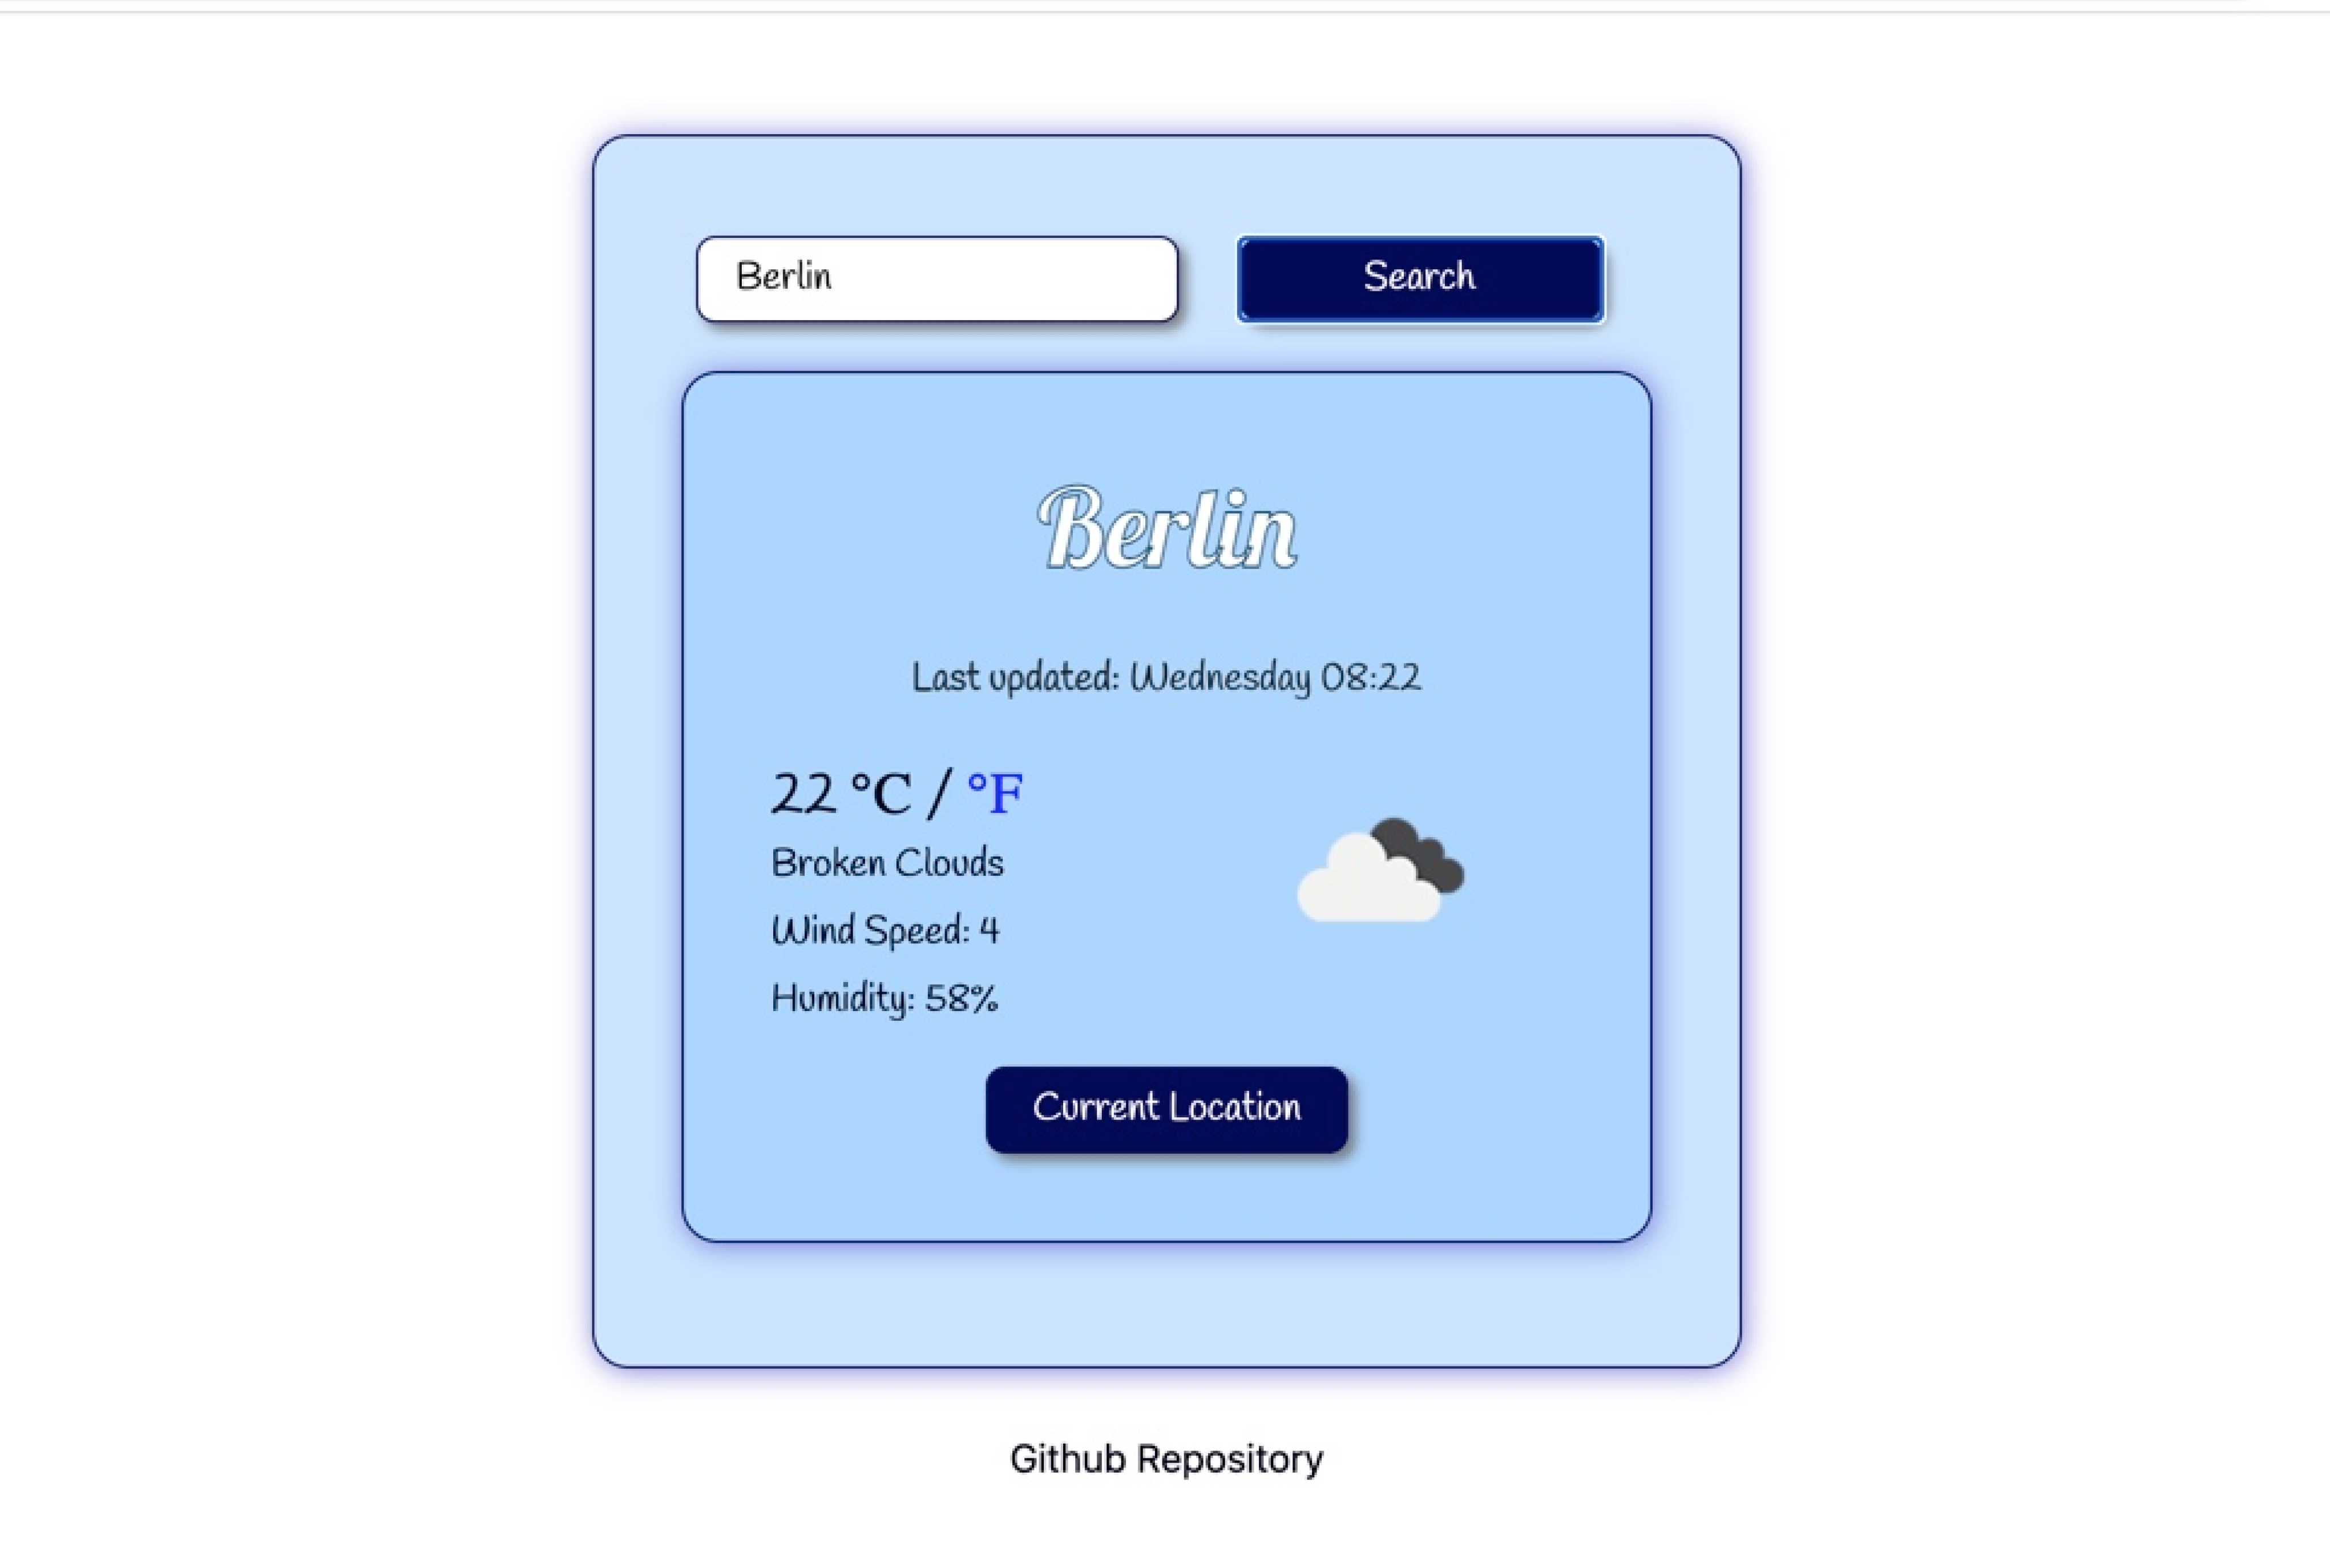 Berlin
Search
Berlin
Last updated: Wednesday 08:22
22 °C / °F
Broken Clouds
Wind Speed: 4
Humidity: 58%
Current Location
Github Repository